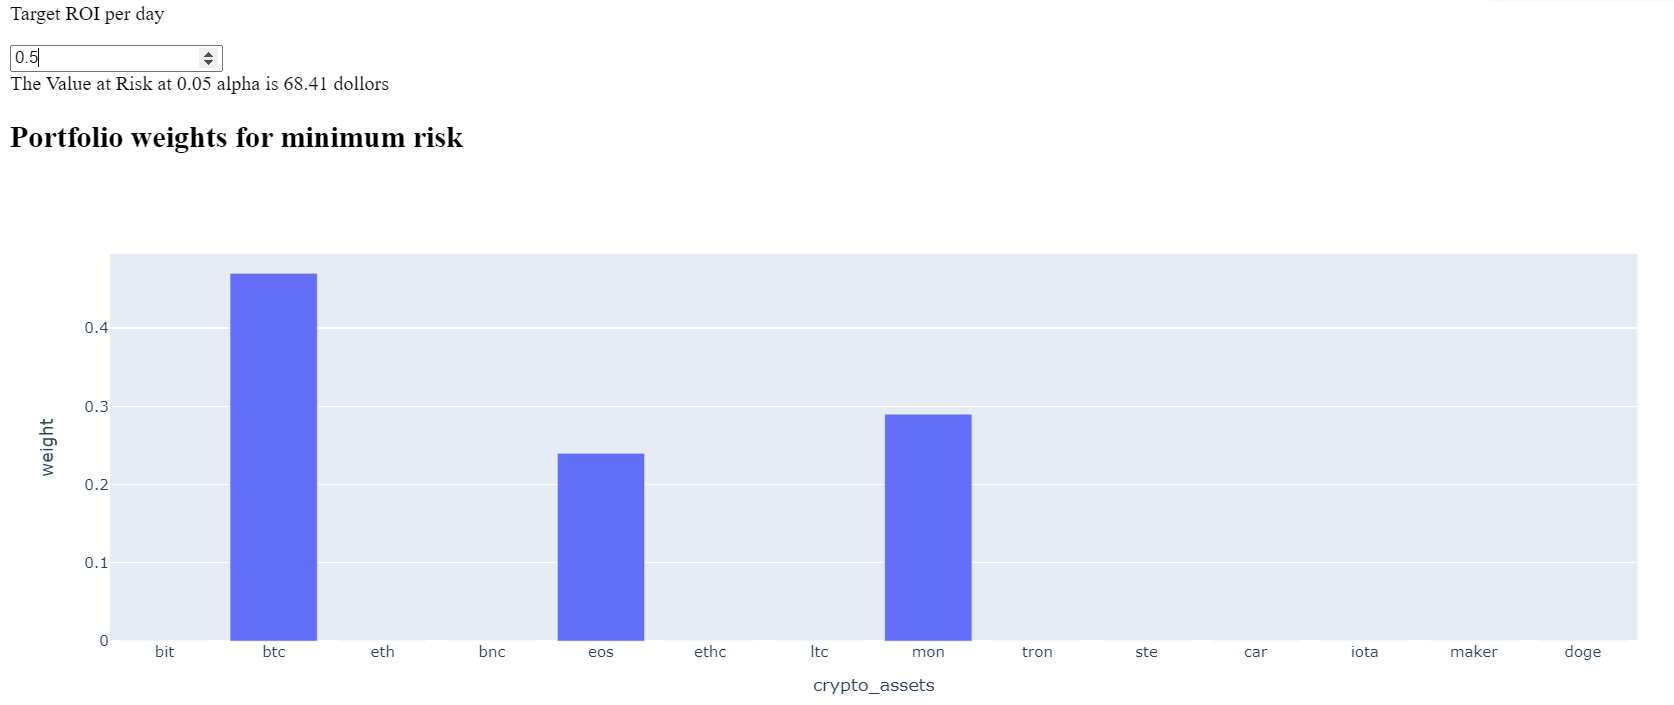 Target ROI per day
0.5
The Value at Risk at 0.05 alpha is 68.41 dollors
Portfolio weights for minimum risk
weight
0.4
0.3
0.2
0.1
0
bit btc eth bnc eos ethc ltc mon tron ste car iota maker doge
crypto_assets